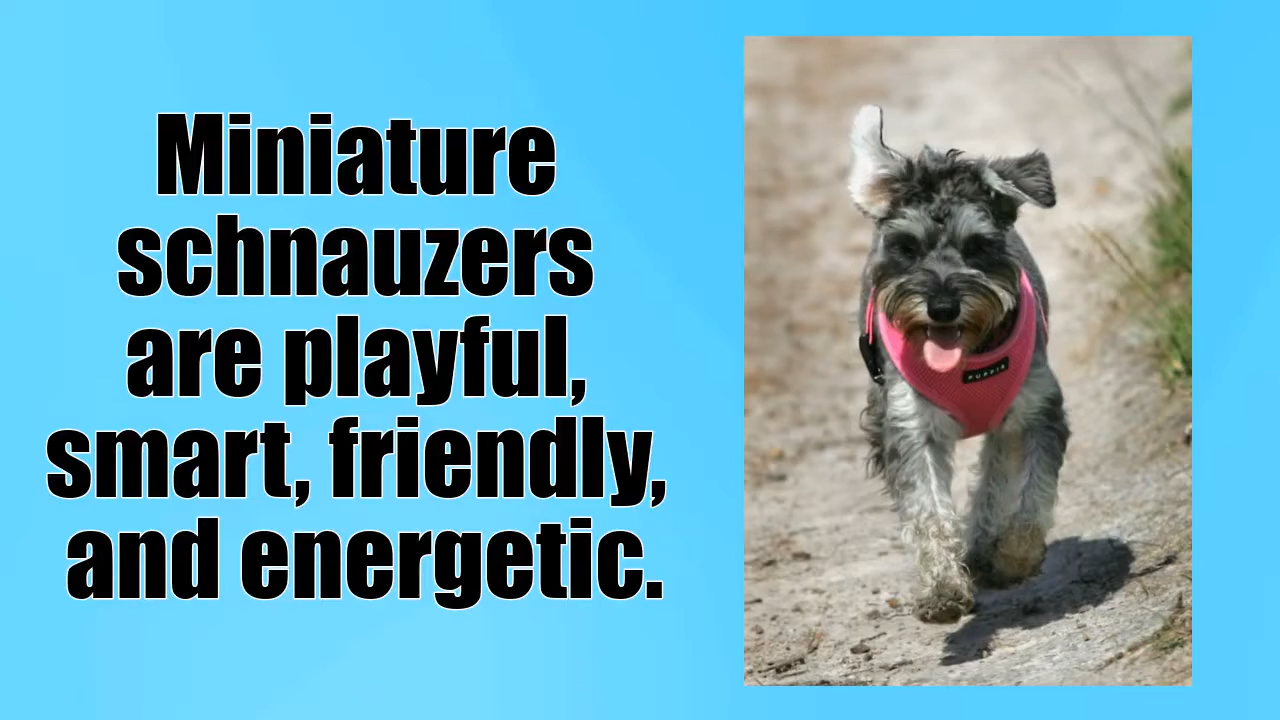 Miniature
schnauzers
are playful,
smart, friendly,
and energetic.
PUPPIA